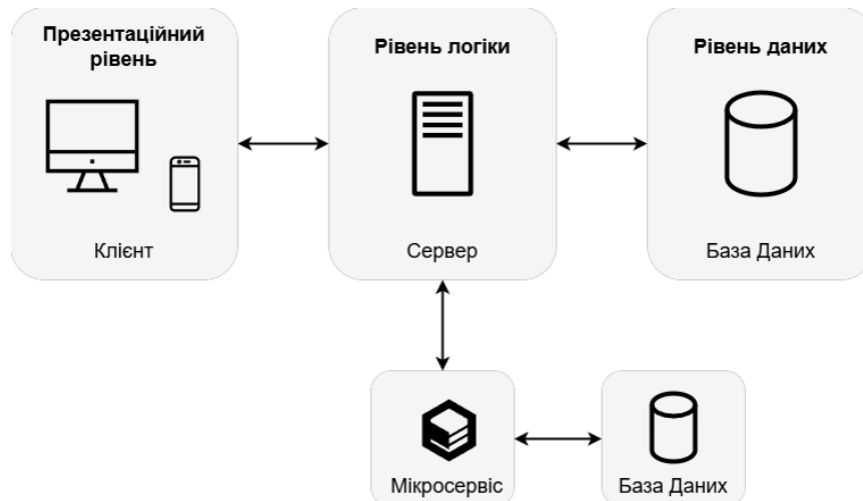 Презентаційний
рівень
Клієнт
Рівень логіки
Сервер
Рівень даних
База Даних
Мікросервіс
База Даних